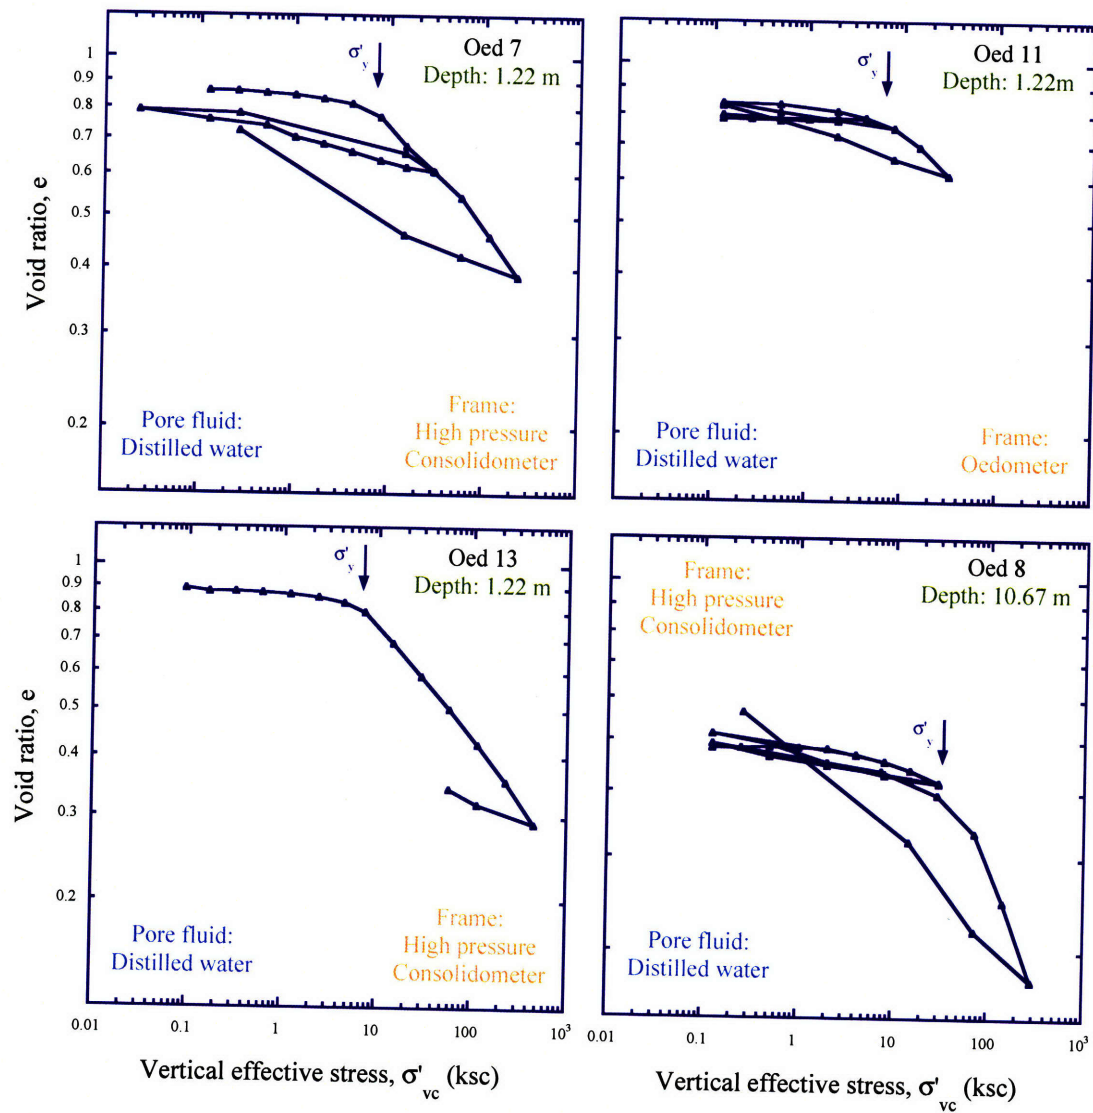 Oed 7
Depth: 1.22 m
σ'y
1
0.9
0.8
0.7
0.6
0.5
0.4
0.3
0.2
Void ratio, e
Pore fluid:
Distilled water
Frame:
High pressure
Consolidometer
Oed 11
Depth: 1.22m
σ'y
Pore fluid:
Distilled water
Frame:
Oedometer
Oed 13
Depth: 1.22 m
σ'y
1
0.9
0.8
0.7
0.6
0.5
0.4
0.3
0.2
Void ratio, e
Pore fluid:
Distilled water
Frame:
High pressure
Consolidometer
0.01 0.1 1 10 100 10³
Vertical effective stress, σ'vc (ksc)
Frame:
High pressure
Consolidometer
Oed 8
Depth: 10.67 m
σ'y
Pore fluid:
Distilled water
0.01 0.1 1 10 100 10³
Vertical effective stress, σ'vc (ksc)